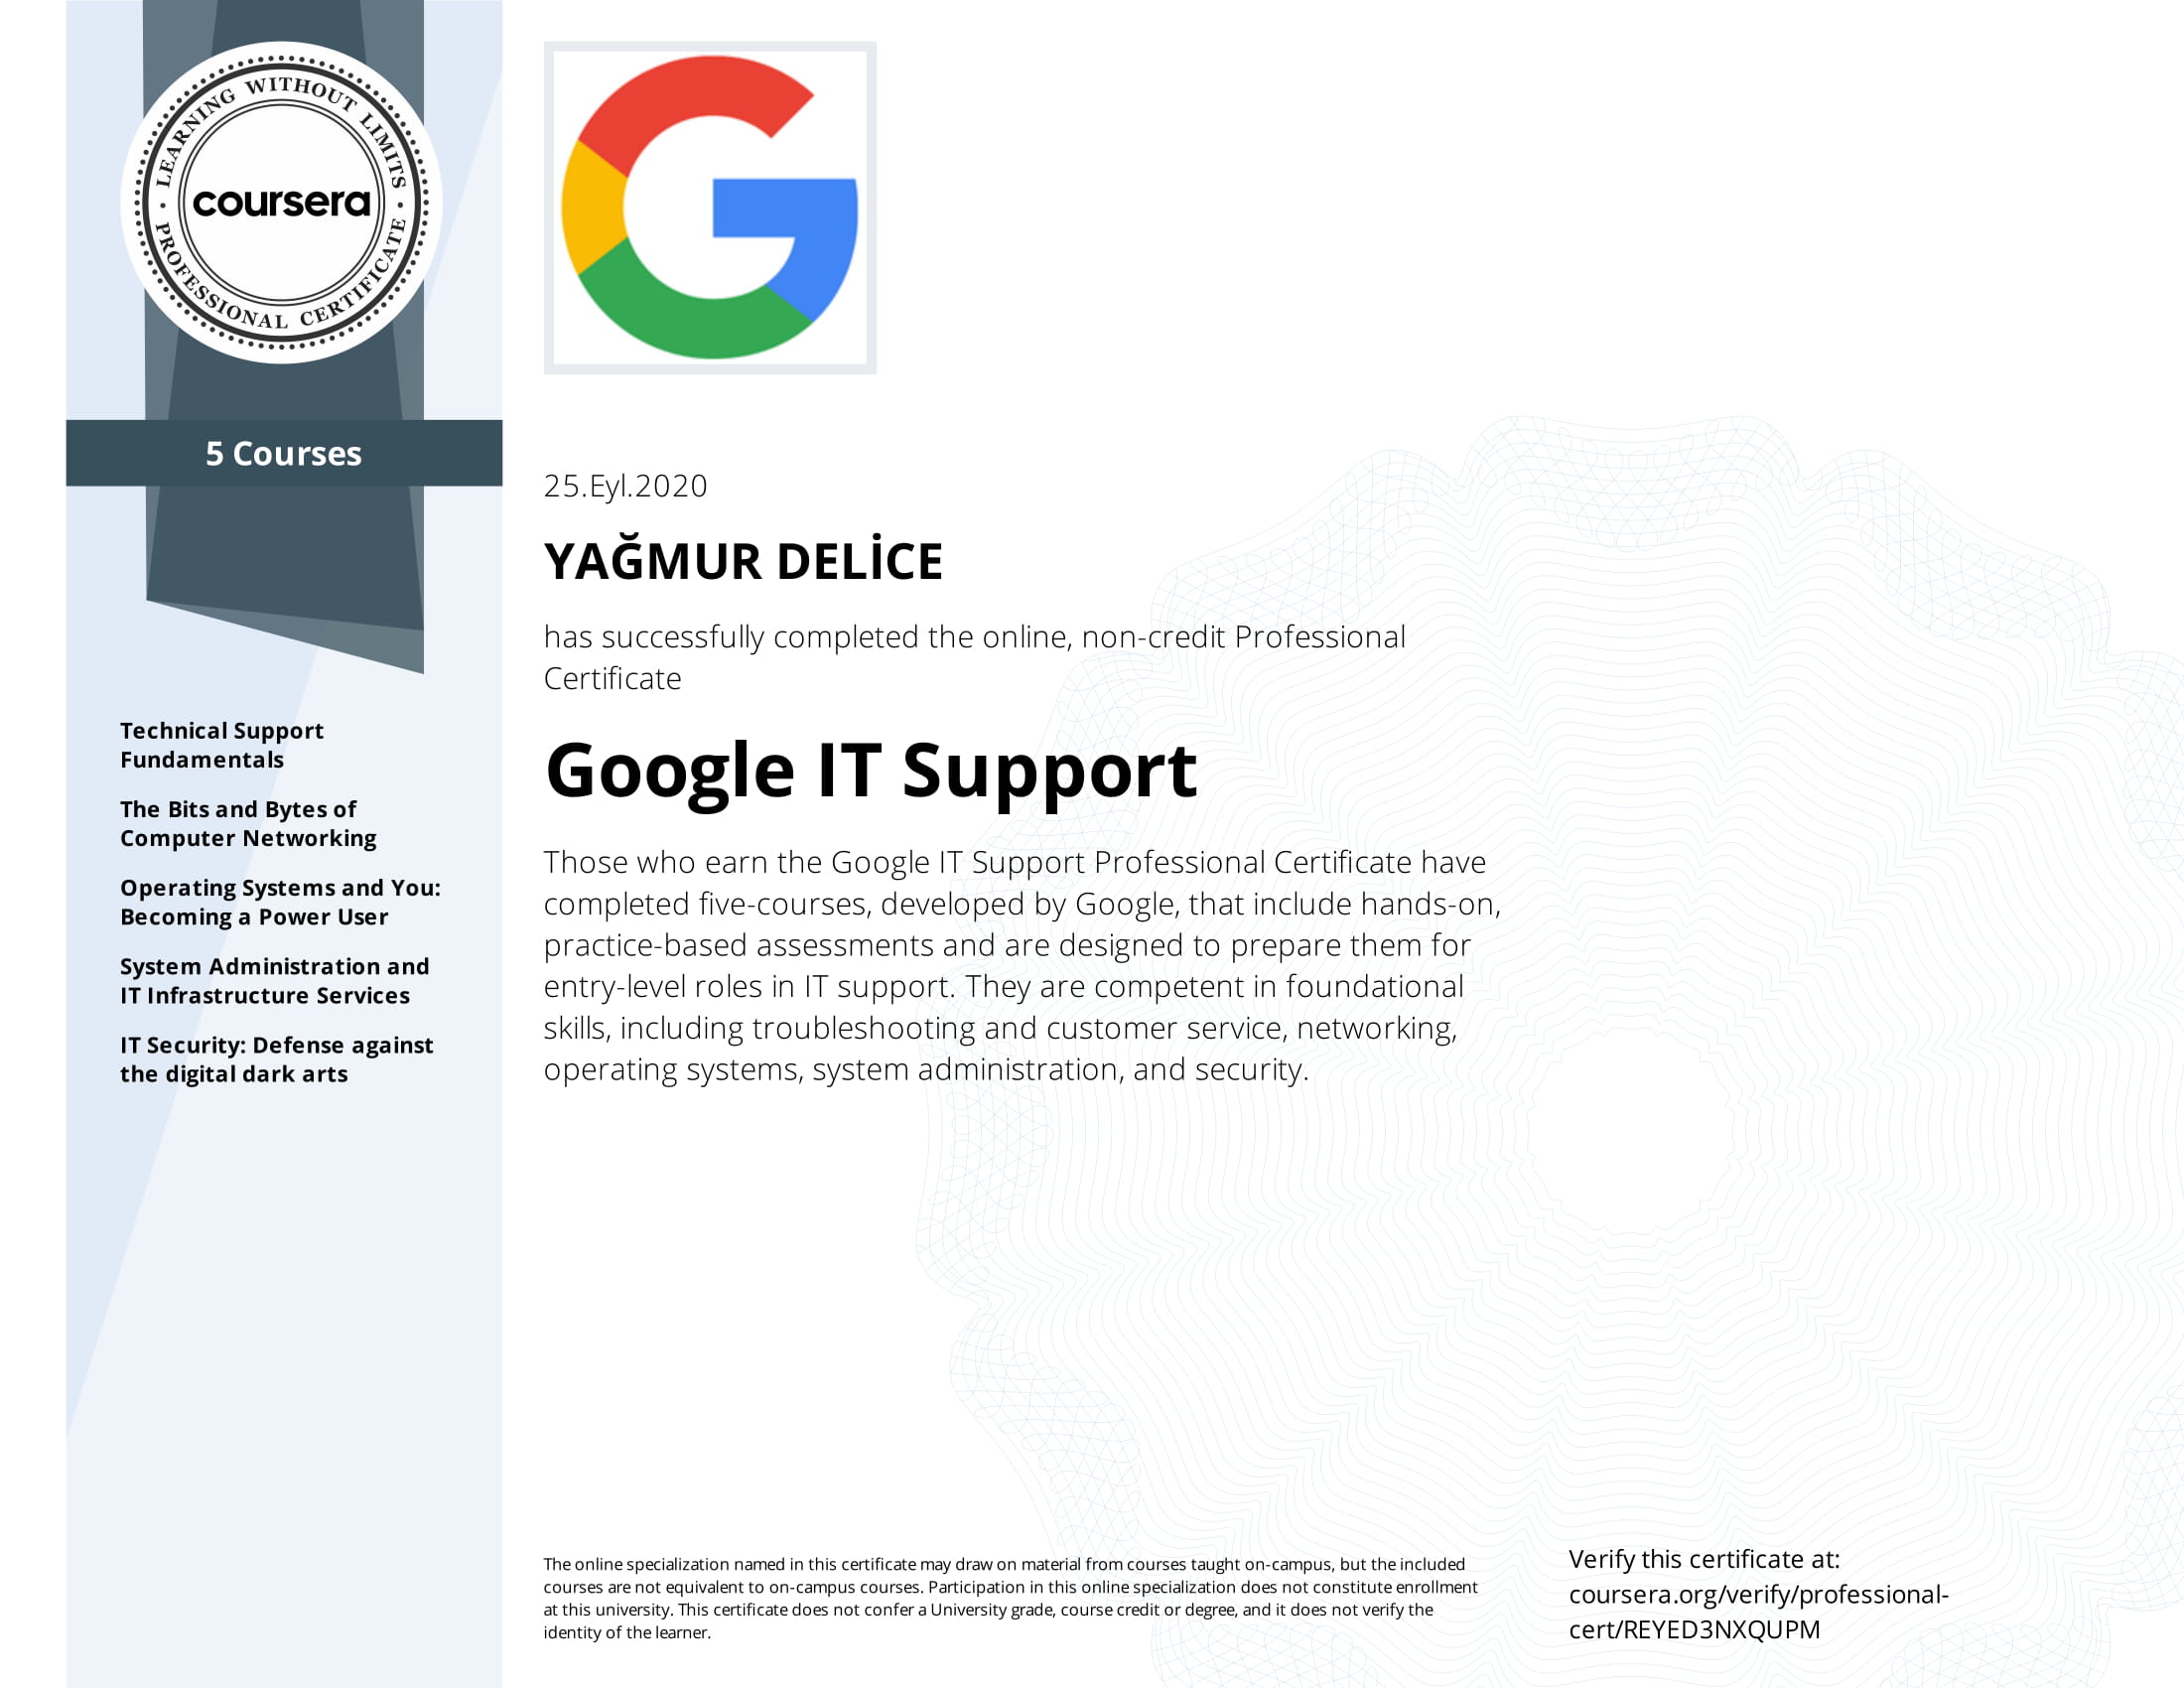 LEARNING WITHOUT LIMITS
coursera
PROFESSIONAL CERTIFICATE
5 Courses
Technical Support
Fundamentals
The Bits and Bytes of
Computer Networking
Operating Systems and You:
Becoming a Power User
System Administration and
IT Infrastructure Services
IT Security: Defense against
the digital dark arts
25.Eyl.2020
YAĞMUR DELİCE
has successfully completed the online, non-credit Professional
Certificate
Google IT Support
Those who earn the Google IT Support Professional Certificate have
completed five-courses, developed by Google, that include hands-on,
practice-based assessments and are designed to prepare them for
entry-level roles in IT support. They are competent in foundational
skills, including troubleshooting and customer service, networking,
operating systems, system administration, and security.
The online specialization named in this certificate may draw on material from courses taught on-campus, but the included
courses are not equivalent to on-campus courses. Participation in this online specialization does not constitute enrollment
at this university. This certificate does not confer a University grade, course credit or degree, and it does not verify the
identity of the learner.
Verify this certificate at:
coursera.org/verify/professional-
cert/REYED3NXQUPM